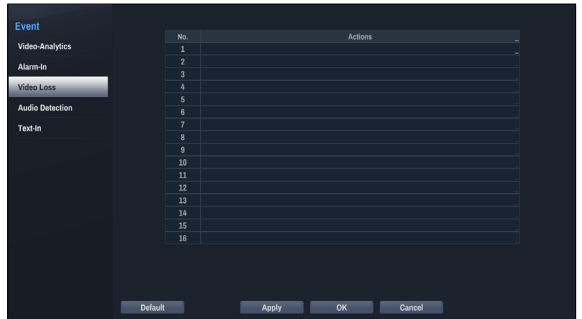 Event
Video-Analytics
Alarm-In
Video Loss
Audio Detection
Text-In
No. Actions
1
2
3
4
5
6
7
8
9
10
11
12
13
14
15
16
Default Apply OK Cancel